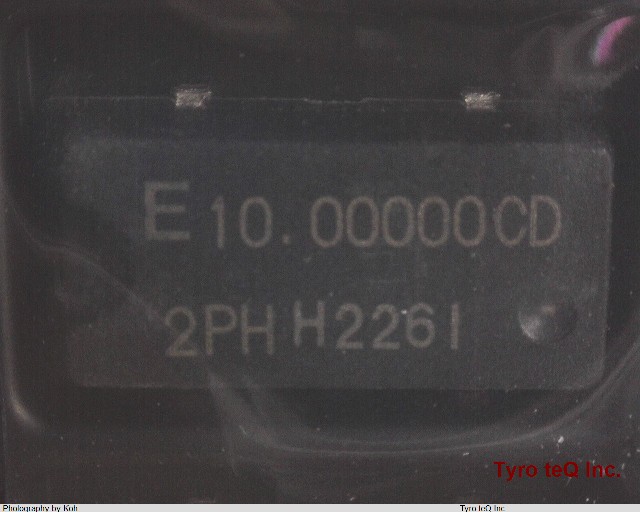 E 10.00000CD
2PH H226I
Tyro teQ Inc.
Photography by Koh Tyro teQ Inc